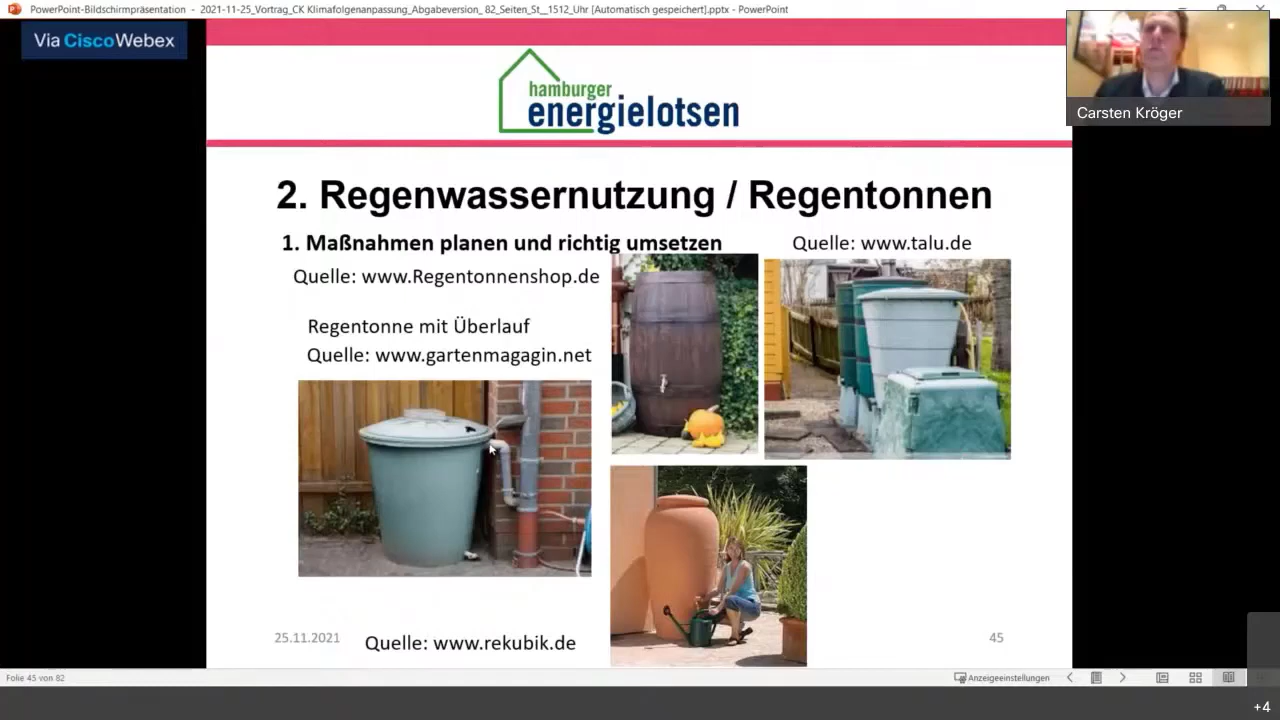 PowerPoint-Bildschirmpräsentation - 2021-11-25_Vortrag_CK Klimafolgenanpassung_Abgabeversion_ 82_Seiten_St__1512_Uhr [Automatisch gespeichert].pptx - PowerPoint
Via Cisco Webex
hamburger
energielotsen
Carsten Kröger
2. Regenwassernutzung / Regentonnen
1. Maßnahmen planen und richtig umsetzen
Quelle: www.talu.de
Quelle: www.Regentonnenshop.de
Regentonne mit Überlauf
Quelle: www.gartenmagagin.net
25.11.2021
Quelle: www.rekubik.de
45
Folie 45 von 82
Anzeigeeinstellungen
+4